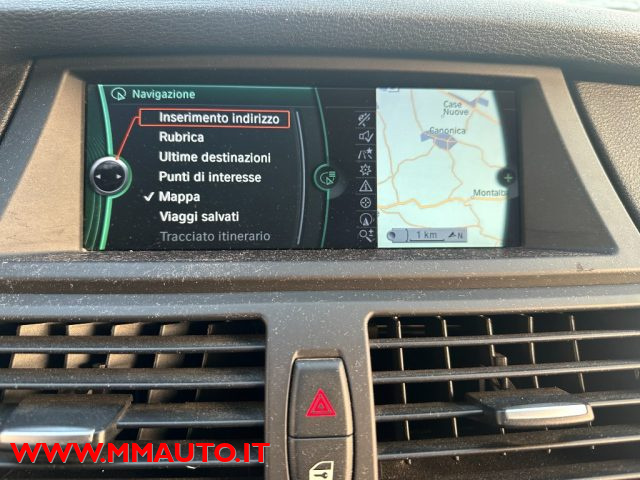 Navigazione
Inserimento indirizzo
Rubrica
Ultime destinazioni
Punti di interesse
Mappa
Viaggi salvati
Tracciato itinerario
Case
Nuove
Canonica
Montalb
1 km
N
WWW.MMAUTO.IT